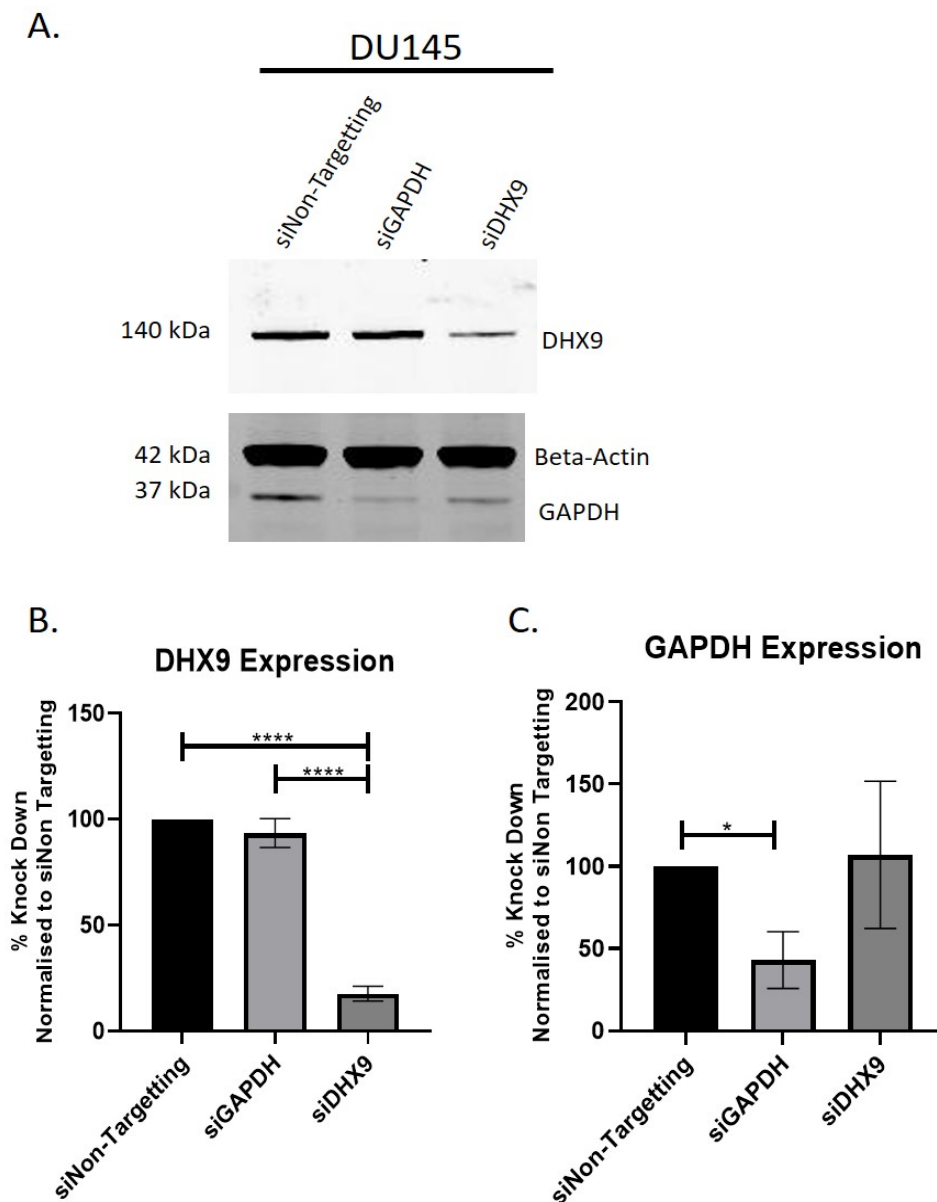 A.
DU145
siNon-Targetting
siGAPDH
siDHX9
140 kDa
DHX9
42 kDa
Beta-Actin
37 kDa
GAPDH
B.
DHX9 Expression
% Knock Down
Normalised to siNon Targetting
150
100
50
0
****
****
siNon-Targetting
siGAPDH
siDHX9
C.
GAPDH Expression
% Knock Down
Normalised to siNon Targetting
200
150
100
50
0
*
siNon-Targetting
siGAPDH
siDHX9